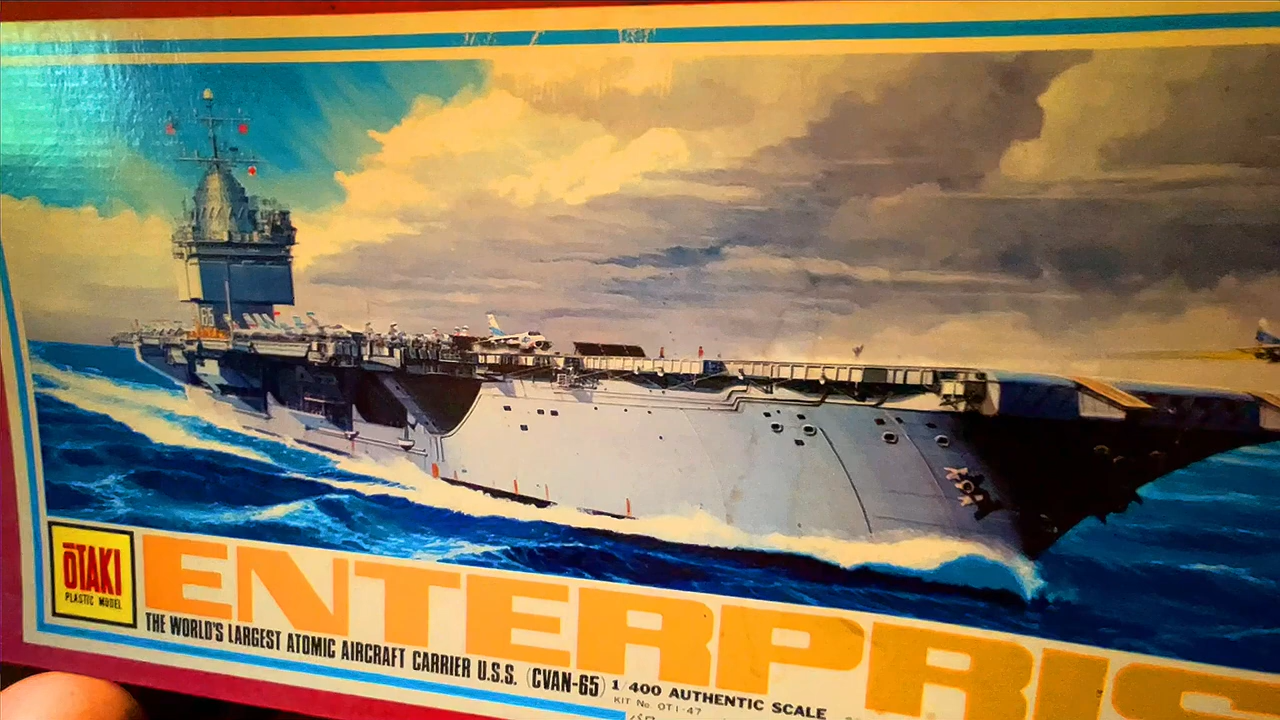 65
ŌTAKI
PLASTIC MODEL
ENTERPRIS
THE WORLD'S LARGEST ATOMIC AIRCRAFT CARRIER U.S.S. (CVAN-65)
1/400 AUTHENTIC SCALE
KIT No. OT1-47